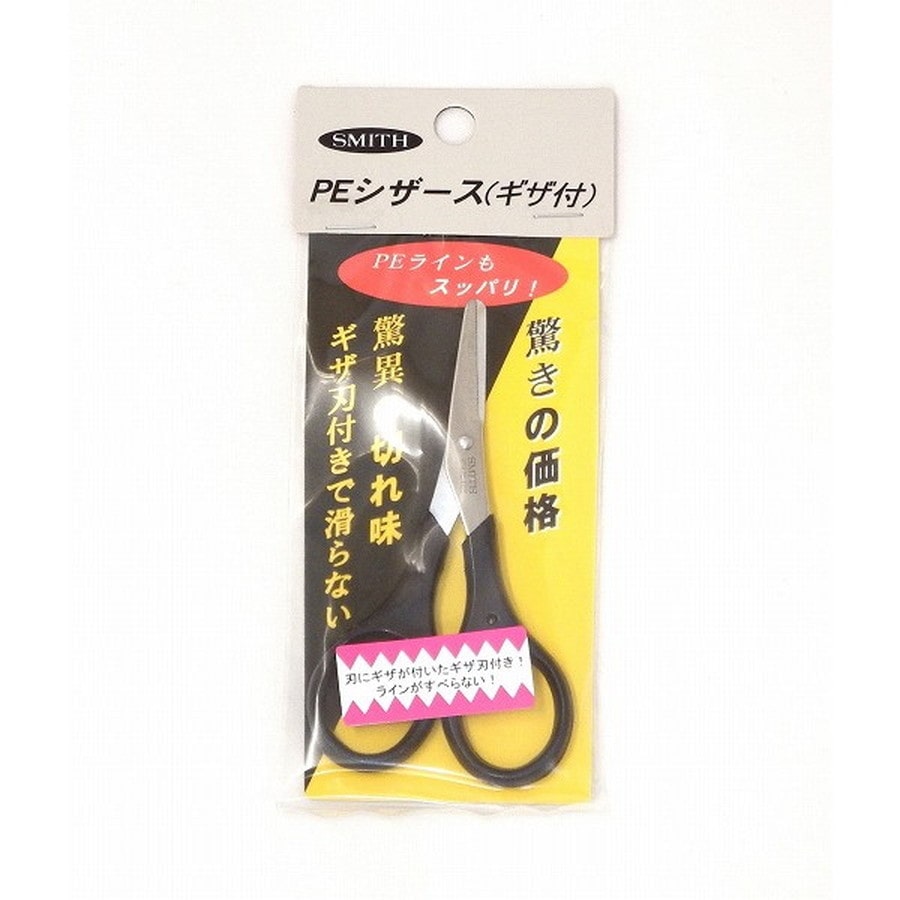 SMITH
PEシザース(ギザ付)
PEラインも
スッパリ!
驚きの価格
驚異 切れ味
ギザ刃付きで滑らない
SMITH
刃にギザが付いたギザ刃付き!
ラインがすべらない!